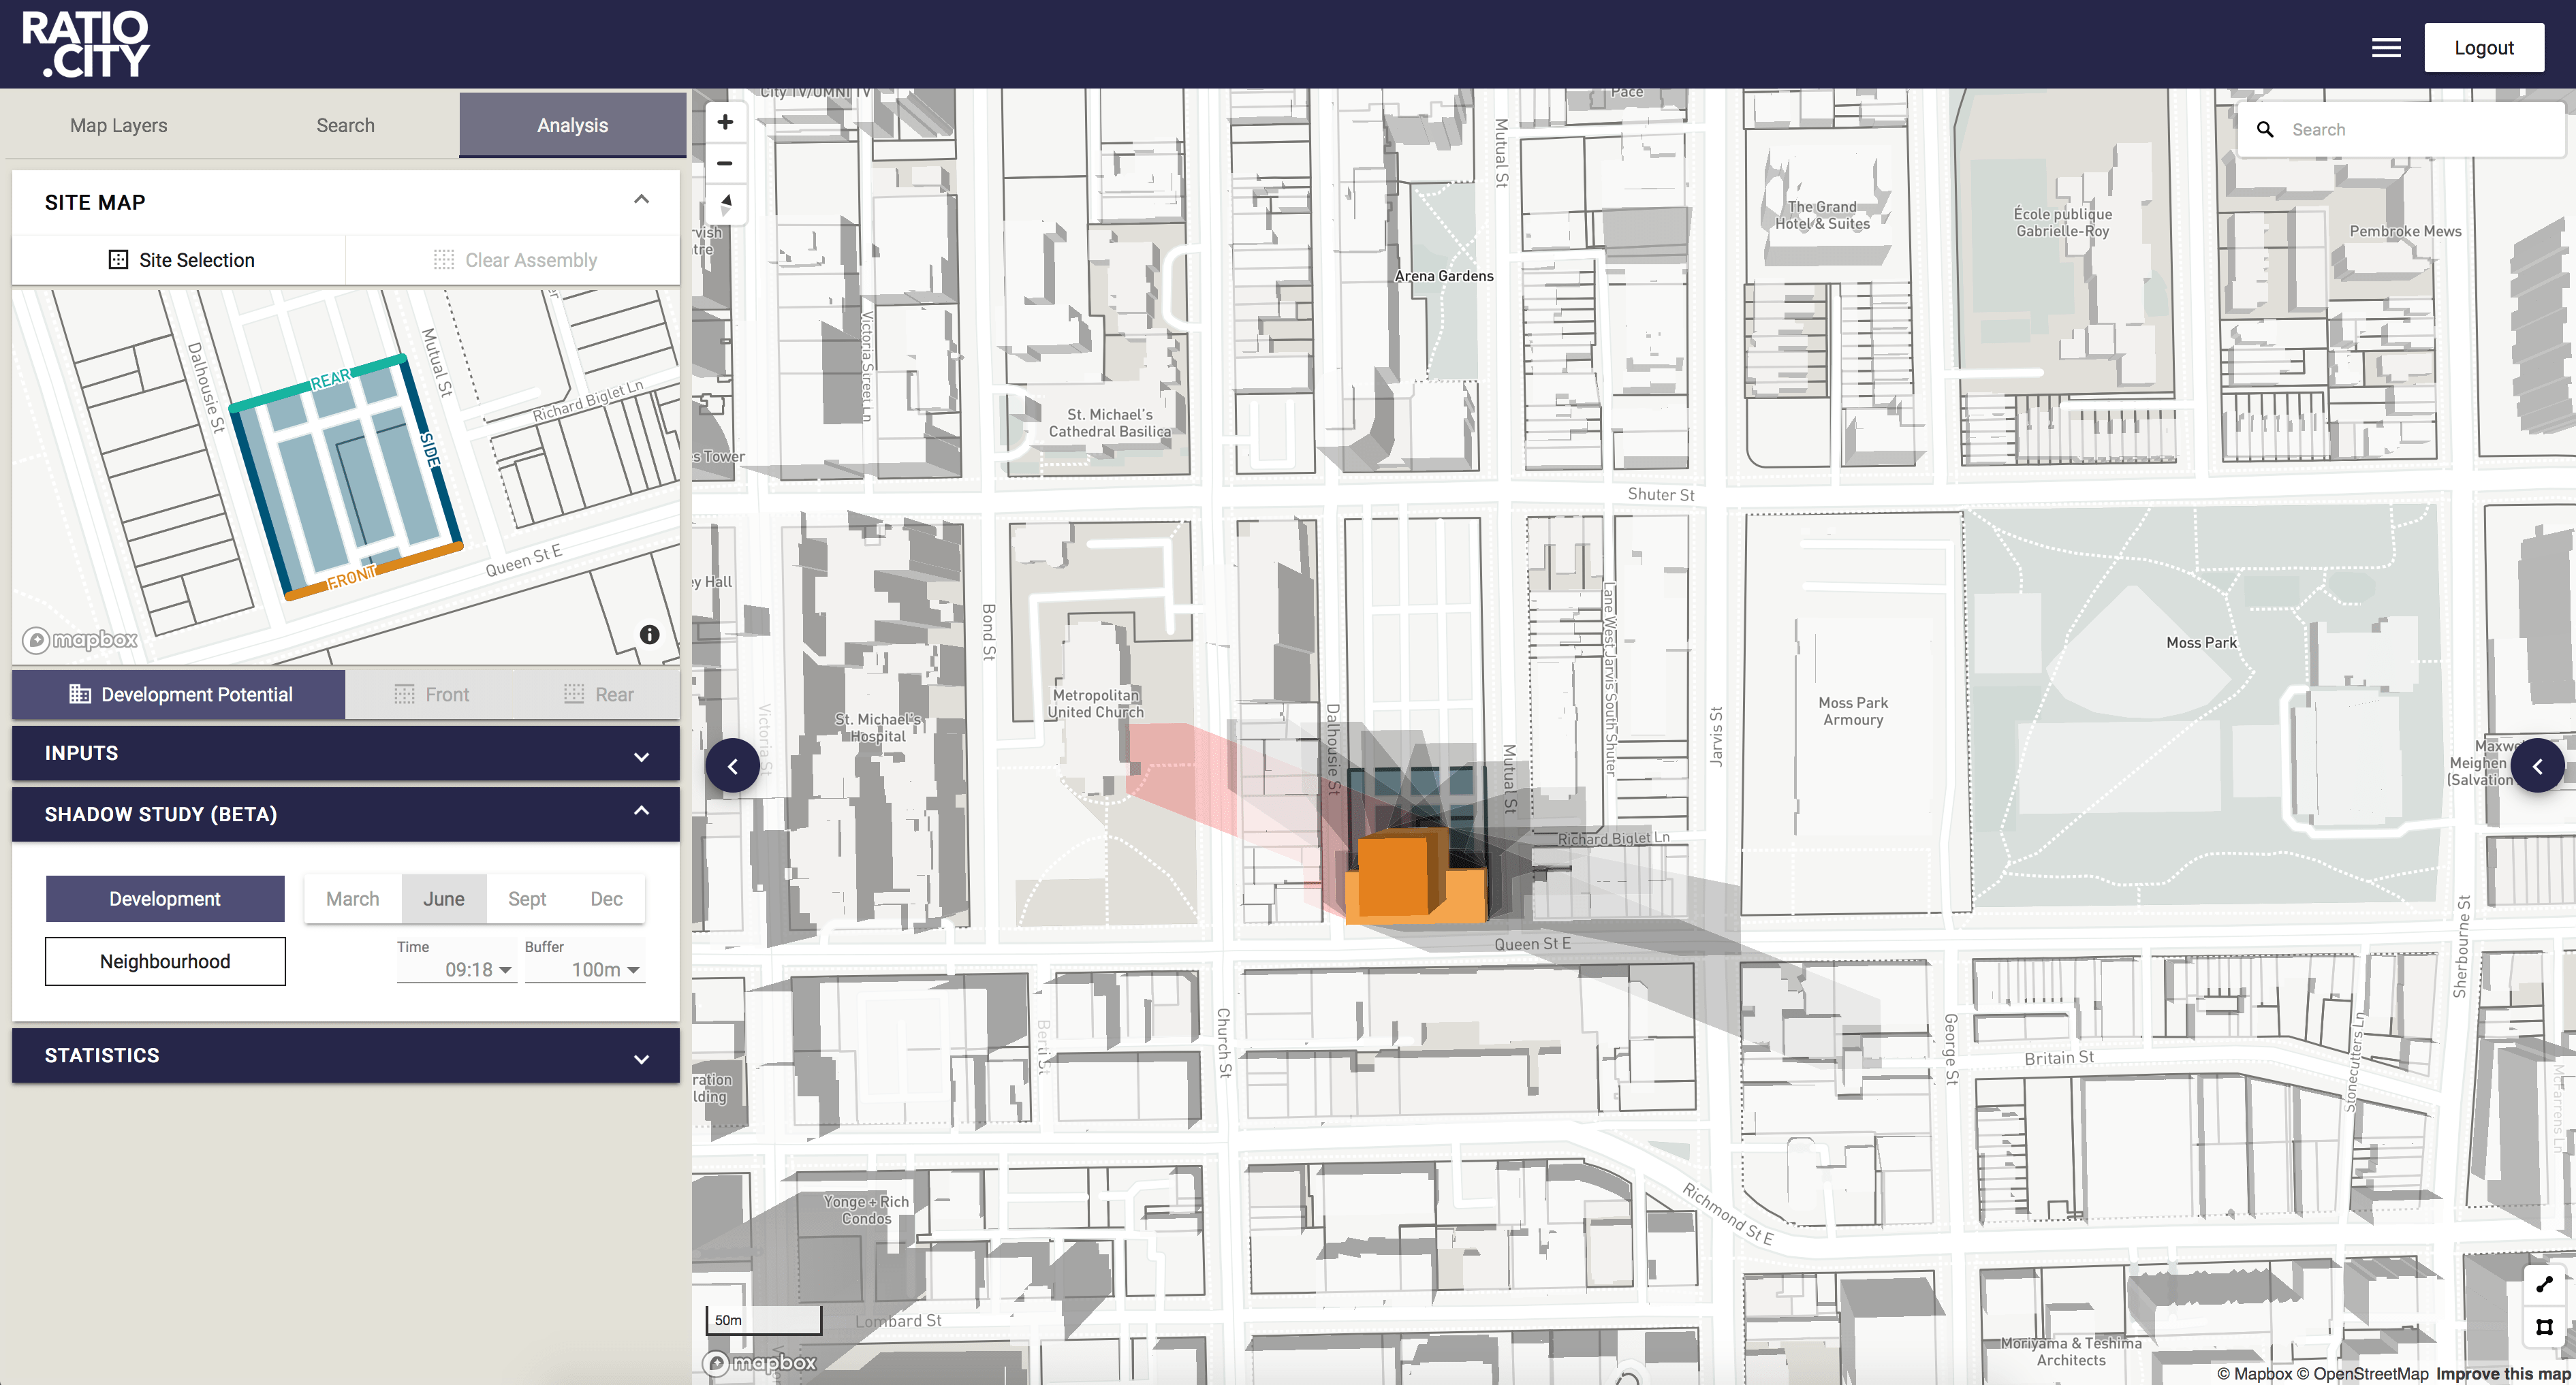 RATIO
.CITY
Logout
Map Layers
Search
Analysis
SITE MAP
Site Selection
Clear Assembly
Dalhousie St
Mutual St
REAR
SIDE
FRONT
Richard Biglet Ln
Queen St E
mapbox
Development Potential
Front
Rear
INPUTS
SHADOW STUDY (BETA)
Development
March
June
Sept
Dec
Neighbourhood
Time
09:18
Buffer
100m
STATISTICS
City TV/OMNI TV
Pace
Search
Mutual St
The Grand
Hotel & Suites
École publique
Gabrielle-Roy
Pembroke Mews
Arena Gardens
Victoria Street Ln
St. Michael's
Cathedral Basilica
s Tower
Shuter St
ey Hall
Bond St
Metropolitan
United Church
St. Michael's
Hospital
Victoria St
Dalhousie St
Mutual St
Lane West Jarvis South Shuter
Jarvis St
Moss Park
Armoury
Moss Park
Meighen
(Salvation
Richard Biglet Ln
Queen St E
Sherbourne St
Church St
Berti St
George St
Britain St
Stonecutters Ln
McFarrens Ln
ration
lding
Yonge + Rich
Condos
Richmond St E
50m
Lombard St
mapbox
Moriyama & Teshima
Architects
© Mapbox © OpenStreetMap Improve this map